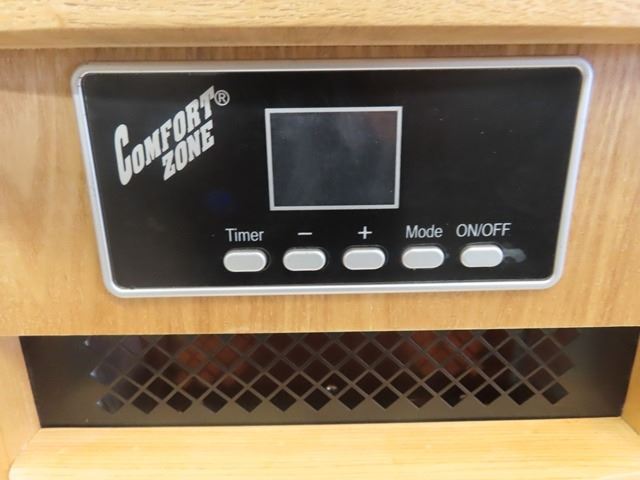 COMFORT®
ZONE
Timer − + Mode ON/OFF